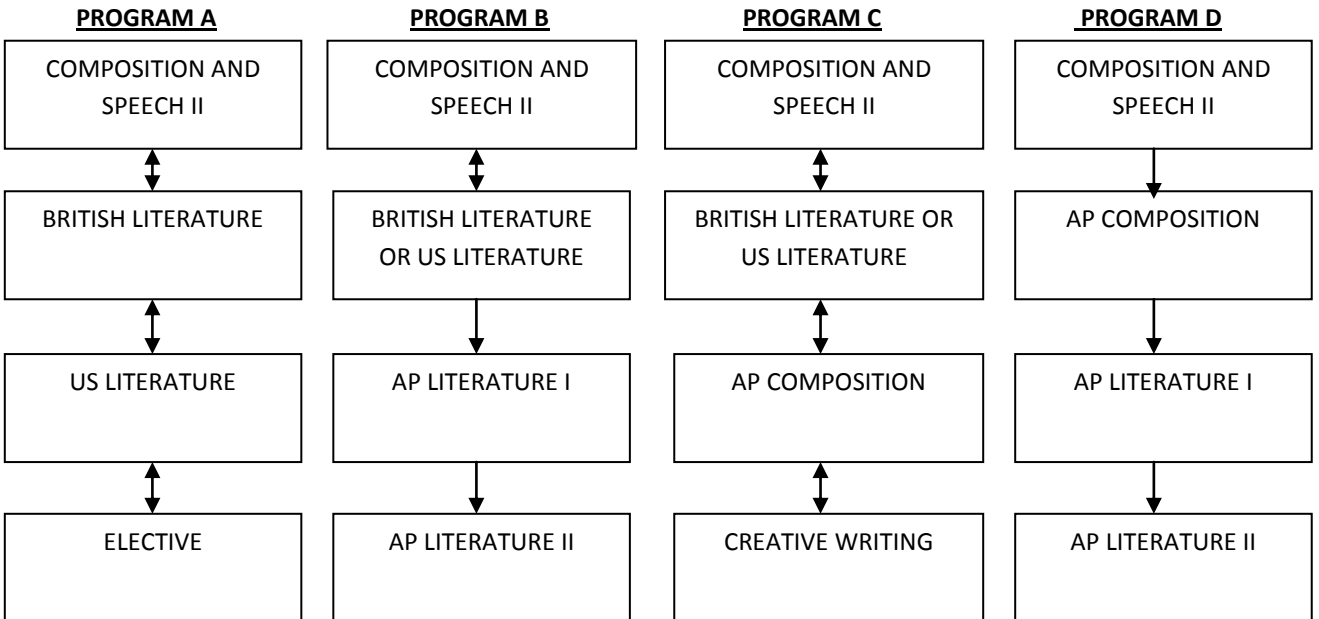 PROGRAM A
PROGRAM B
PROGRAM C
PROGRAM D
COMPOSITION AND
SPEECH II
COMPOSITION AND
SPEECH II
COMPOSITION AND
SPEECH II
COMPOSITION AND
SPEECH II
BRITISH LITERATURE
BRITISH LITERATURE
OR US LITERATURE
BRITISH LITERATURE OR
US LITERATURE
AP COMPOSITION
US LITERATURE
AP LITERATURE I
AP COMPOSITION
AP LITERATURE I
ELECTIVE
AP LITERATURE II
CREATIVE WRITING
AP LITERATURE II